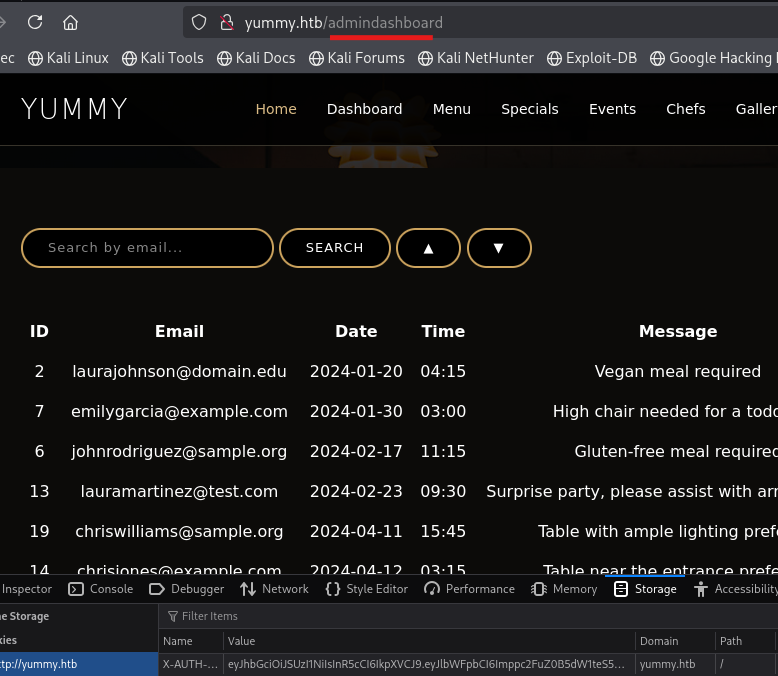 yummy.htb/admindashboard
ec Kali Linux Kali Tools Kali Docs Kali Forums Kali NetHunter Exploit-DB Google Hacking
YUMMY Home Dashboard Menu Specials Events Chefs Galler
Search by email... SEARCH ▲ ▼
ID Email Date Time Message
2 laurajohnson@domain.edu 2024-01-20 04:15 Vegan meal required
7 emilygarcia@example.com 2024-01-30 03:00 High chair needed for a todd
6 johnrodriguez@sample.org 2024-02-17 11:15 Gluten-free meal required
13 lauramartinez@test.com 2024-02-23 09:30 Surprise party, please assist with arr
19 chriswilliams@sample.org 2024-04-11 15:45 Table with ample lighting prefe
14 chrisjones@example.com 2024-04-12 03:15 Table near the entrance prefe
Inspector Console Debugger Network Style Editor Performance Memory Storage Accessibility
he Storage Filter Items
kies Name Value Domain Path
ttp://yummy.htb X-AUTH-... yummy.htb /